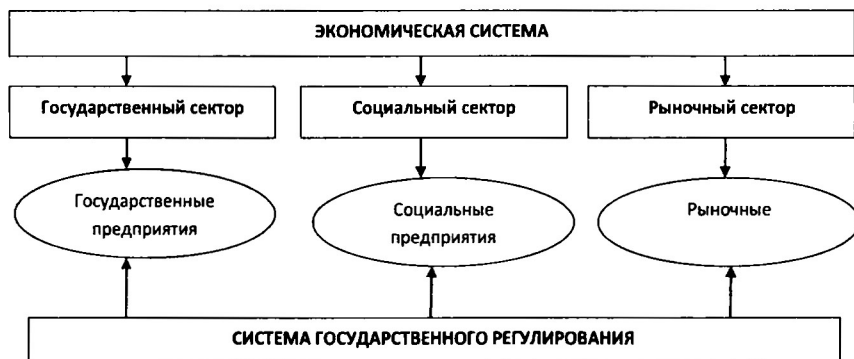 ЭКОНОМИЧЕСКАЯ СИСТЕМА
Государственный сектор
Социальный сектор
Рыночный сектор
Государственные
предприятия
Социальные
предприятия
Рыночные
СИСТЕМА ГОСУДАРСТВЕННОГО РЕГУЛИРОВАНИЯ